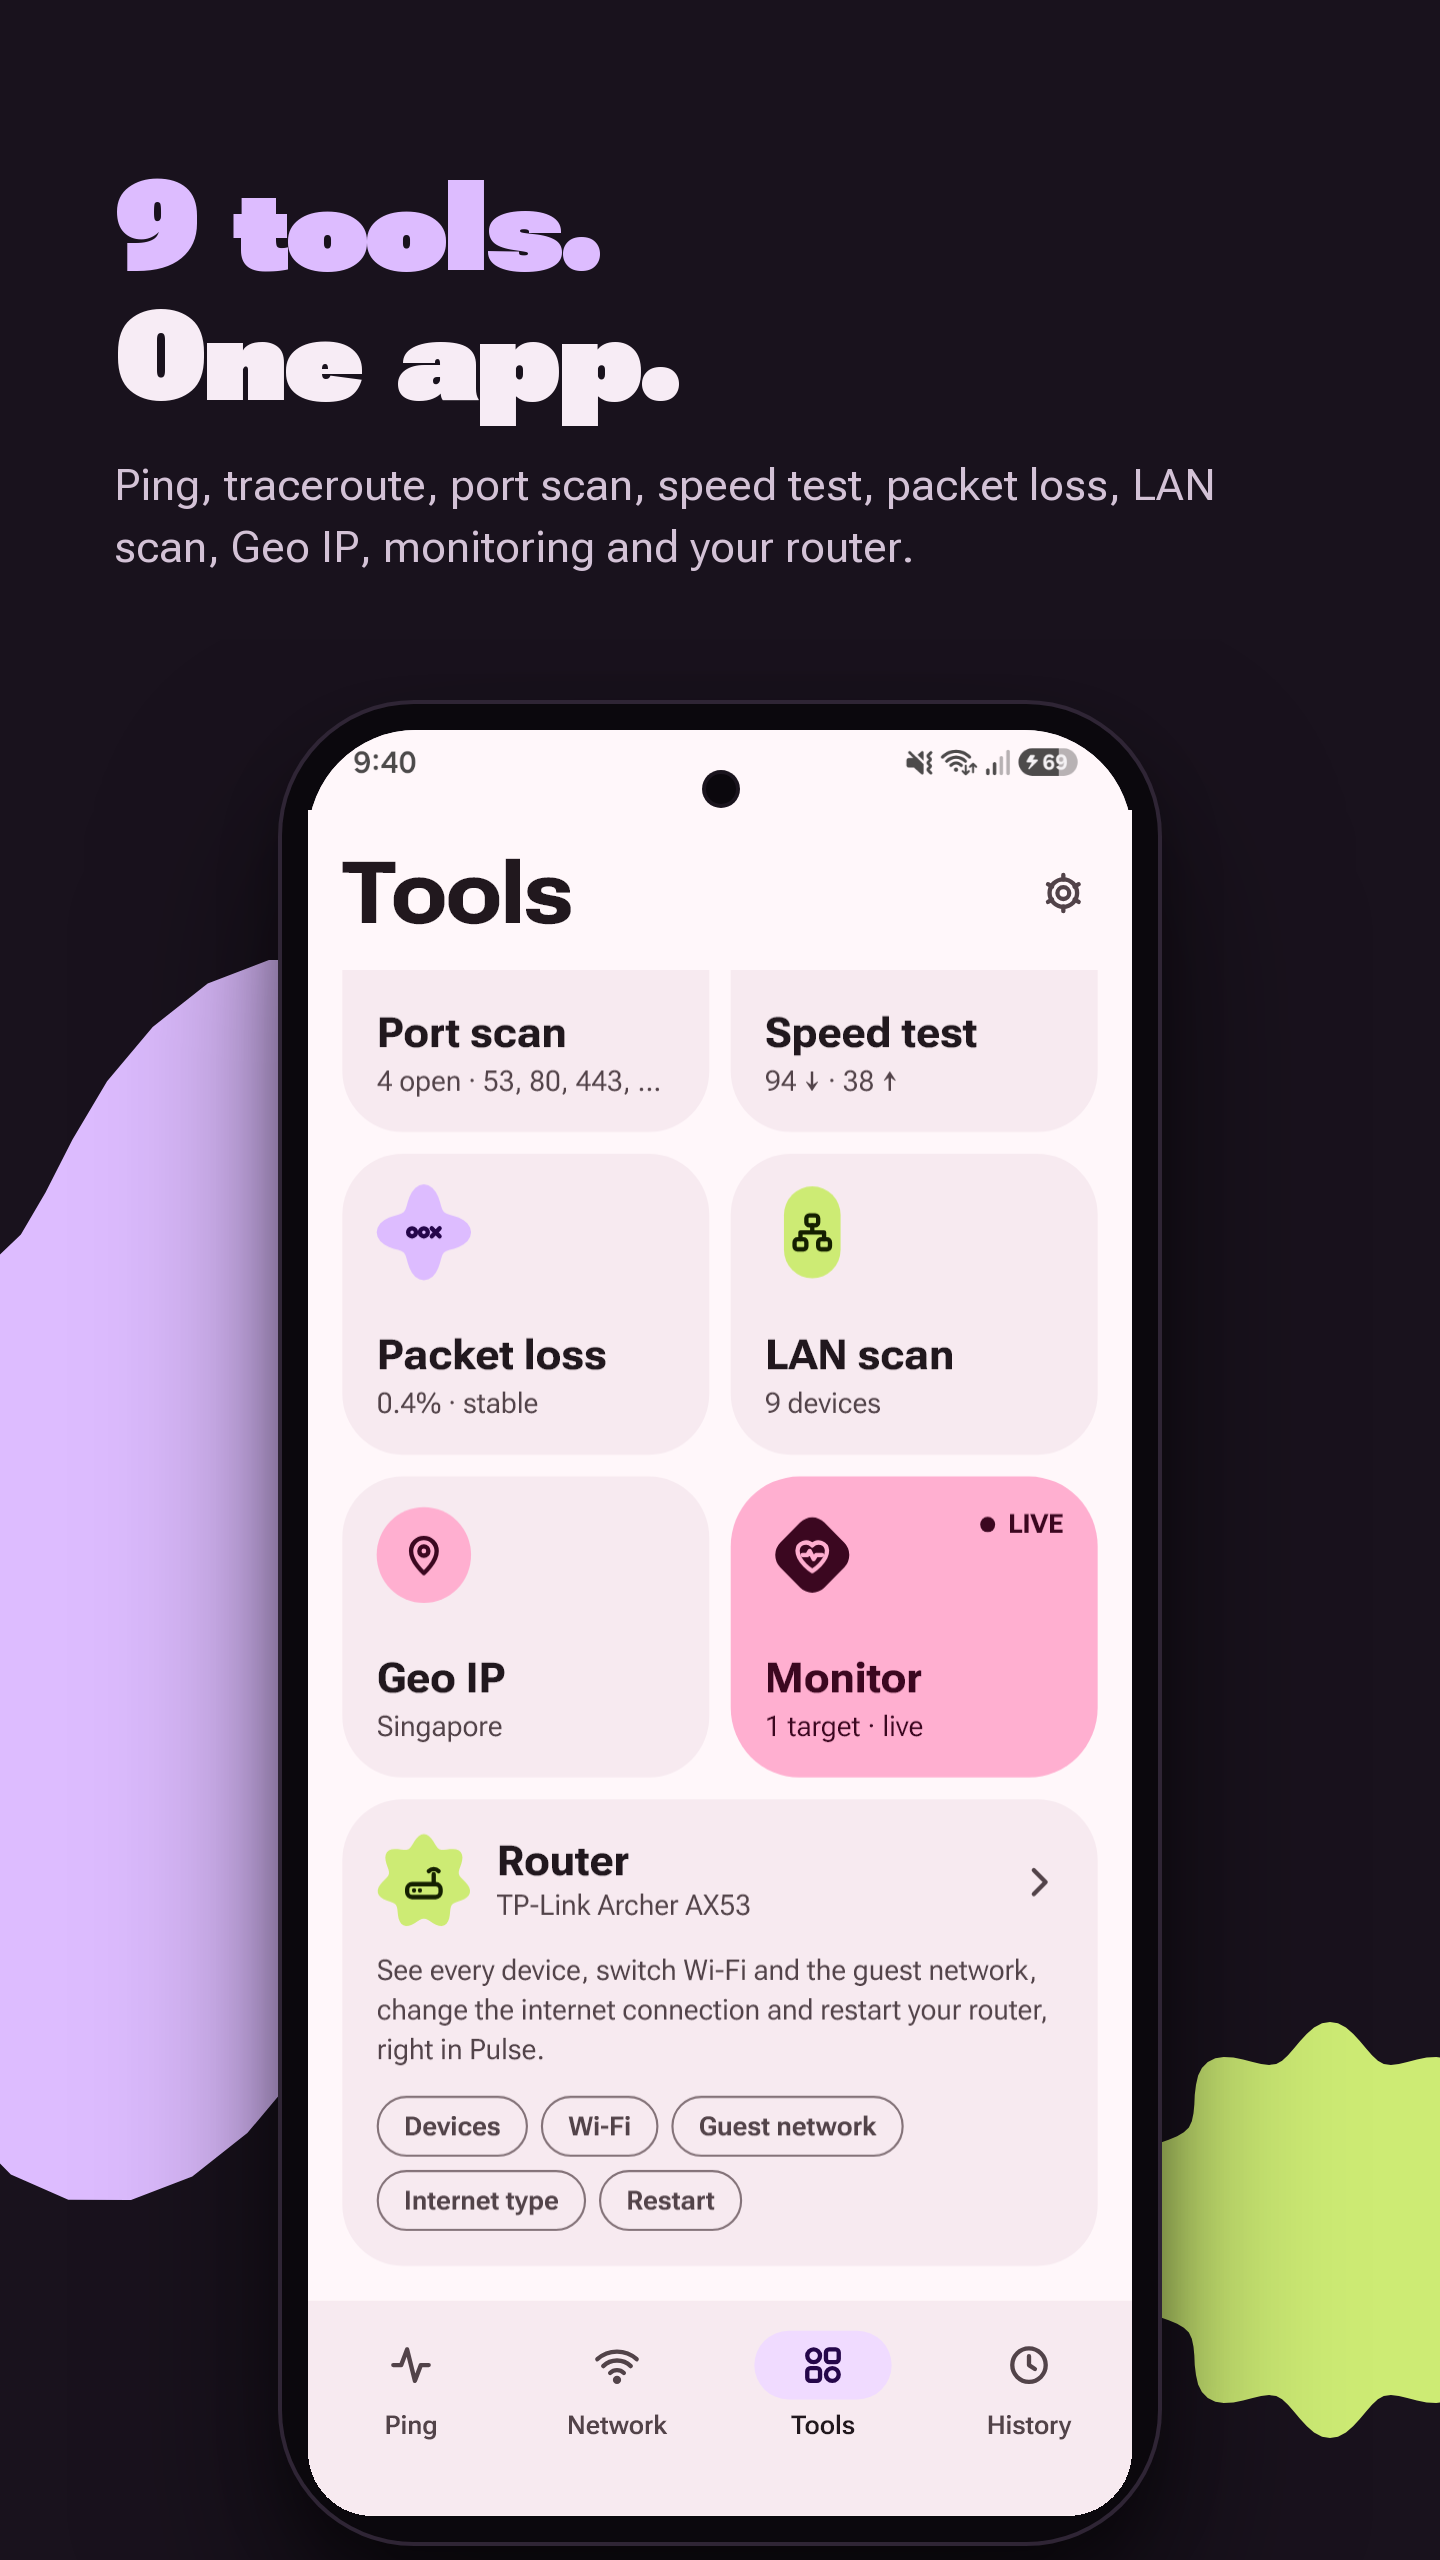 9 tools.
One app.
Ping, traceroute, port scan, speed test, packet loss, LAN
scan, Geo IP, monitoring and your router.
9:40
69
Tools
Port scan
4 open · 53, 80, 443, ...
Speed test
94 ↓ · 38 ↑
Packet loss
0.4% · stable
LAN scan
9 devices
Geo IP
Singapore
LIVE
Monitor
1 target · live
Router
TP-Link Archer AX53
See every device, switch Wi-Fi and the guest network,
change the internet connection and restart your router,
right in Pulse.
Devices
Wi-Fi
Guest network
Internet type
Restart
Ping
Network
Tools
History